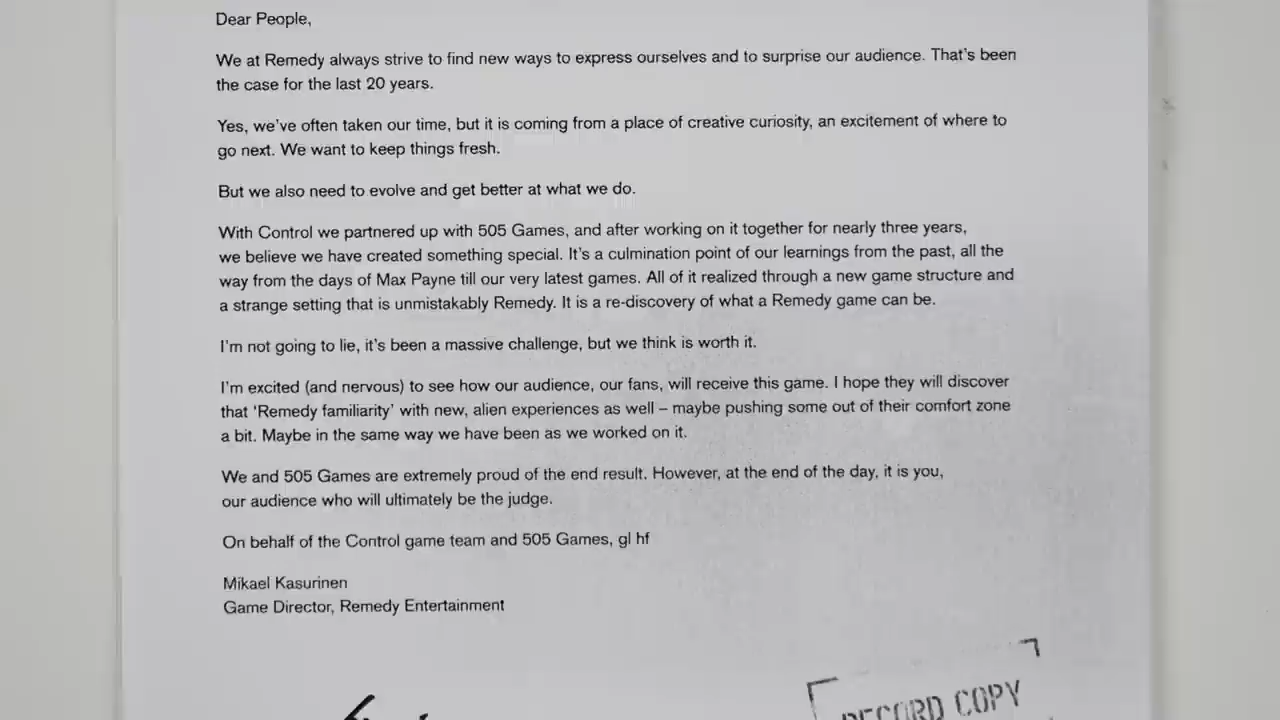 Dear People,
We at Remedy always strive to find new ways to express ourselves and to surprise our audience. That's been
the case for the last 20 years.
Yes, we've often taken our time, but it is coming from a place of creative curiosity, an excitement of where to
go next. We want to keep things fresh.
But we also need to evolve and get better at what we do.
With Control we partnered up with 505 Games, and after working on it together for nearly three years,
we believe we have created something special. It's a culmination point of our learnings from the past, all the
way from the days of Max Payne till our very latest games. All of it realized through a new game structure and
a strange setting that is unmistakably Remedy. It is a re-discovery of what a Remedy game can be.
I'm not going to lie, it's been a massive challenge, but we think is worth it.
I'm excited (and nervous) to see how our audience, our fans, will receive this game. I hope they will discover
that 'Remedy familiarity' with new, alien experiences as well – maybe pushing some out of their comfort zone
a bit. Maybe in the same way we have been as we worked on it.
We and 505 Games are extremely proud of the end result. However, at the end of the day, it is you,
our audience who will ultimately be the judge.
On behalf of the Control game team and 505 Games, gl hf
Mikael Kasurinen
Game Director, Remedy Entertainment
RECORD COPY